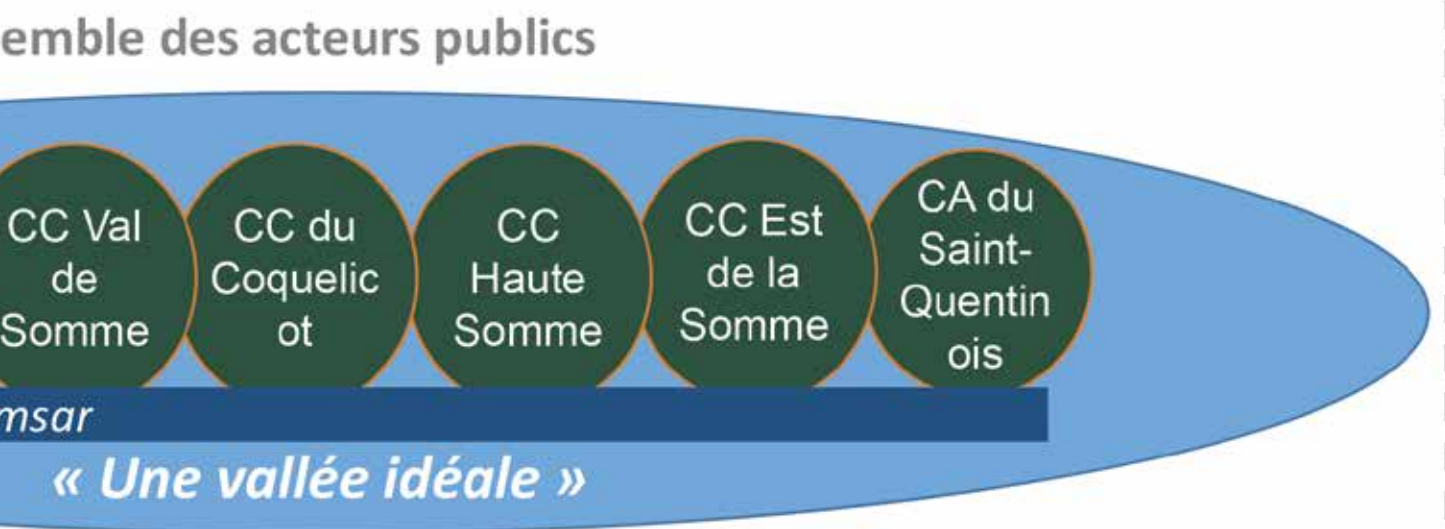 emble des acteurs publics
CC Val
de
Somme
CC du
Coquelic
ot
CC
Haute
Somme
CC Est
de la
Somme
CA du
Saint-
Quentin
ois
msar
« Une vallée idéale »